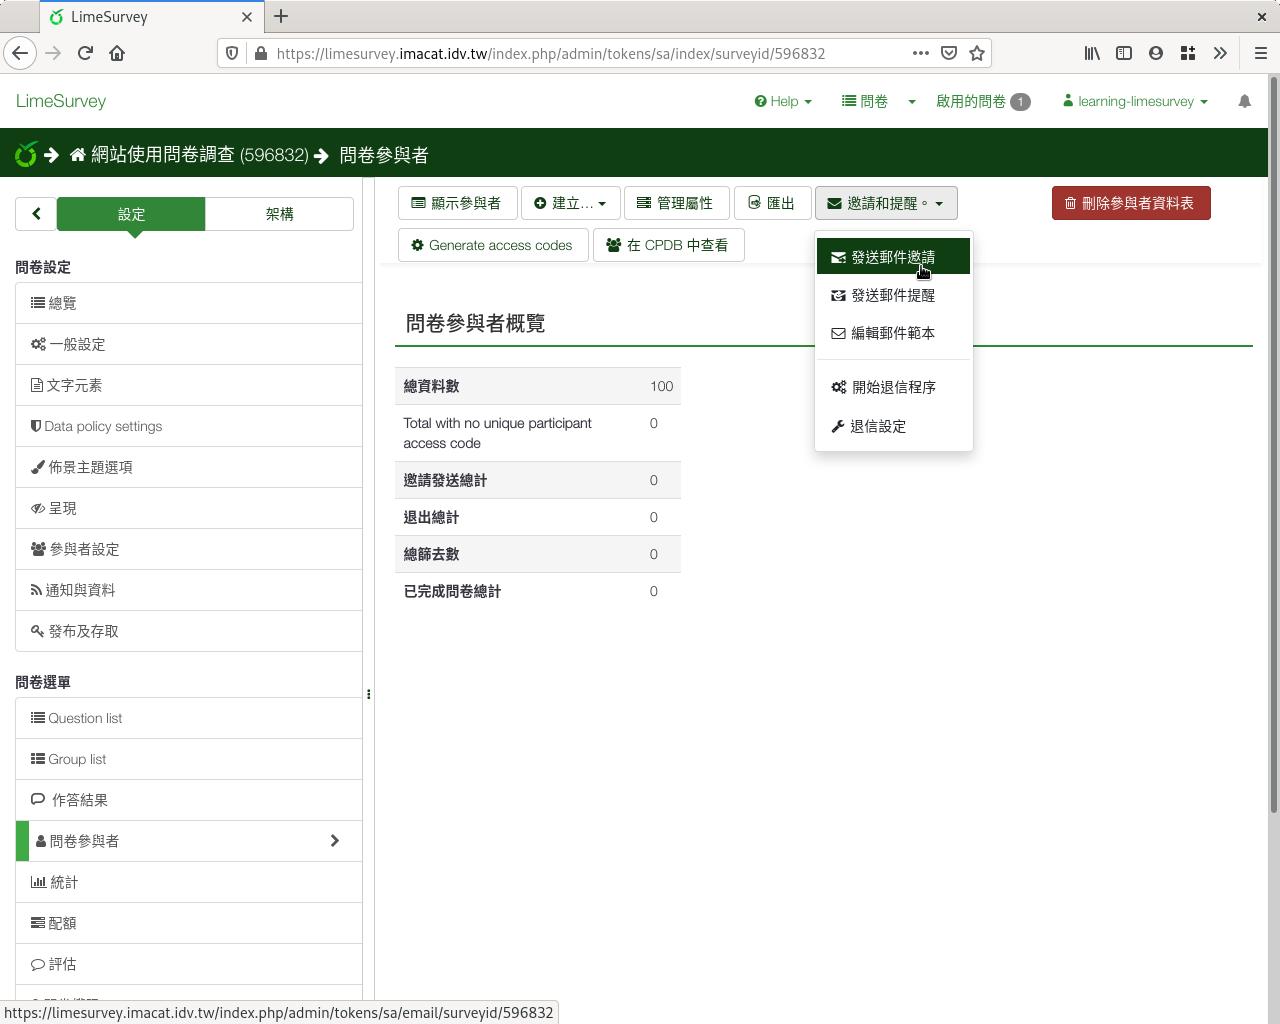 LimeSurvey
https://limesurvey.imacat.idv.tw/index.php/admin/tokens/sa/index/surveyid/596832
LimeSurvey
Help
問卷
啟用的問卷 1
learning-limesurvey
網站使用問卷調查 (596832)
問卷參與者
設定
架構
顯示參與者
建立...
管理屬性
匯出
邀請和提醒。
刪除參與者資料表
Generate access codes
在 CPDB 中查看
發送郵件邀請
發送郵件提醒
編輯郵件範本
開始退信程序
退信設定
問卷設定
總覽
一般設定
文字元素
Data policy settings
佈景主題選項
呈現
參與者設定
通知與資料
發布及存取
問卷選單
Question list
Group list
作答結果
問卷參與者
統計
配額
評估
問卷參與者概覽
總資料數 100
Total with no unique participant
access code 0
邀請發送總計 0
退出總計 0
總篩去數 0
已完成問卷總計 0
https://limesurvey.imacat.idv.tw/index.php/admin/tokens/sa/email/surveyid/596832